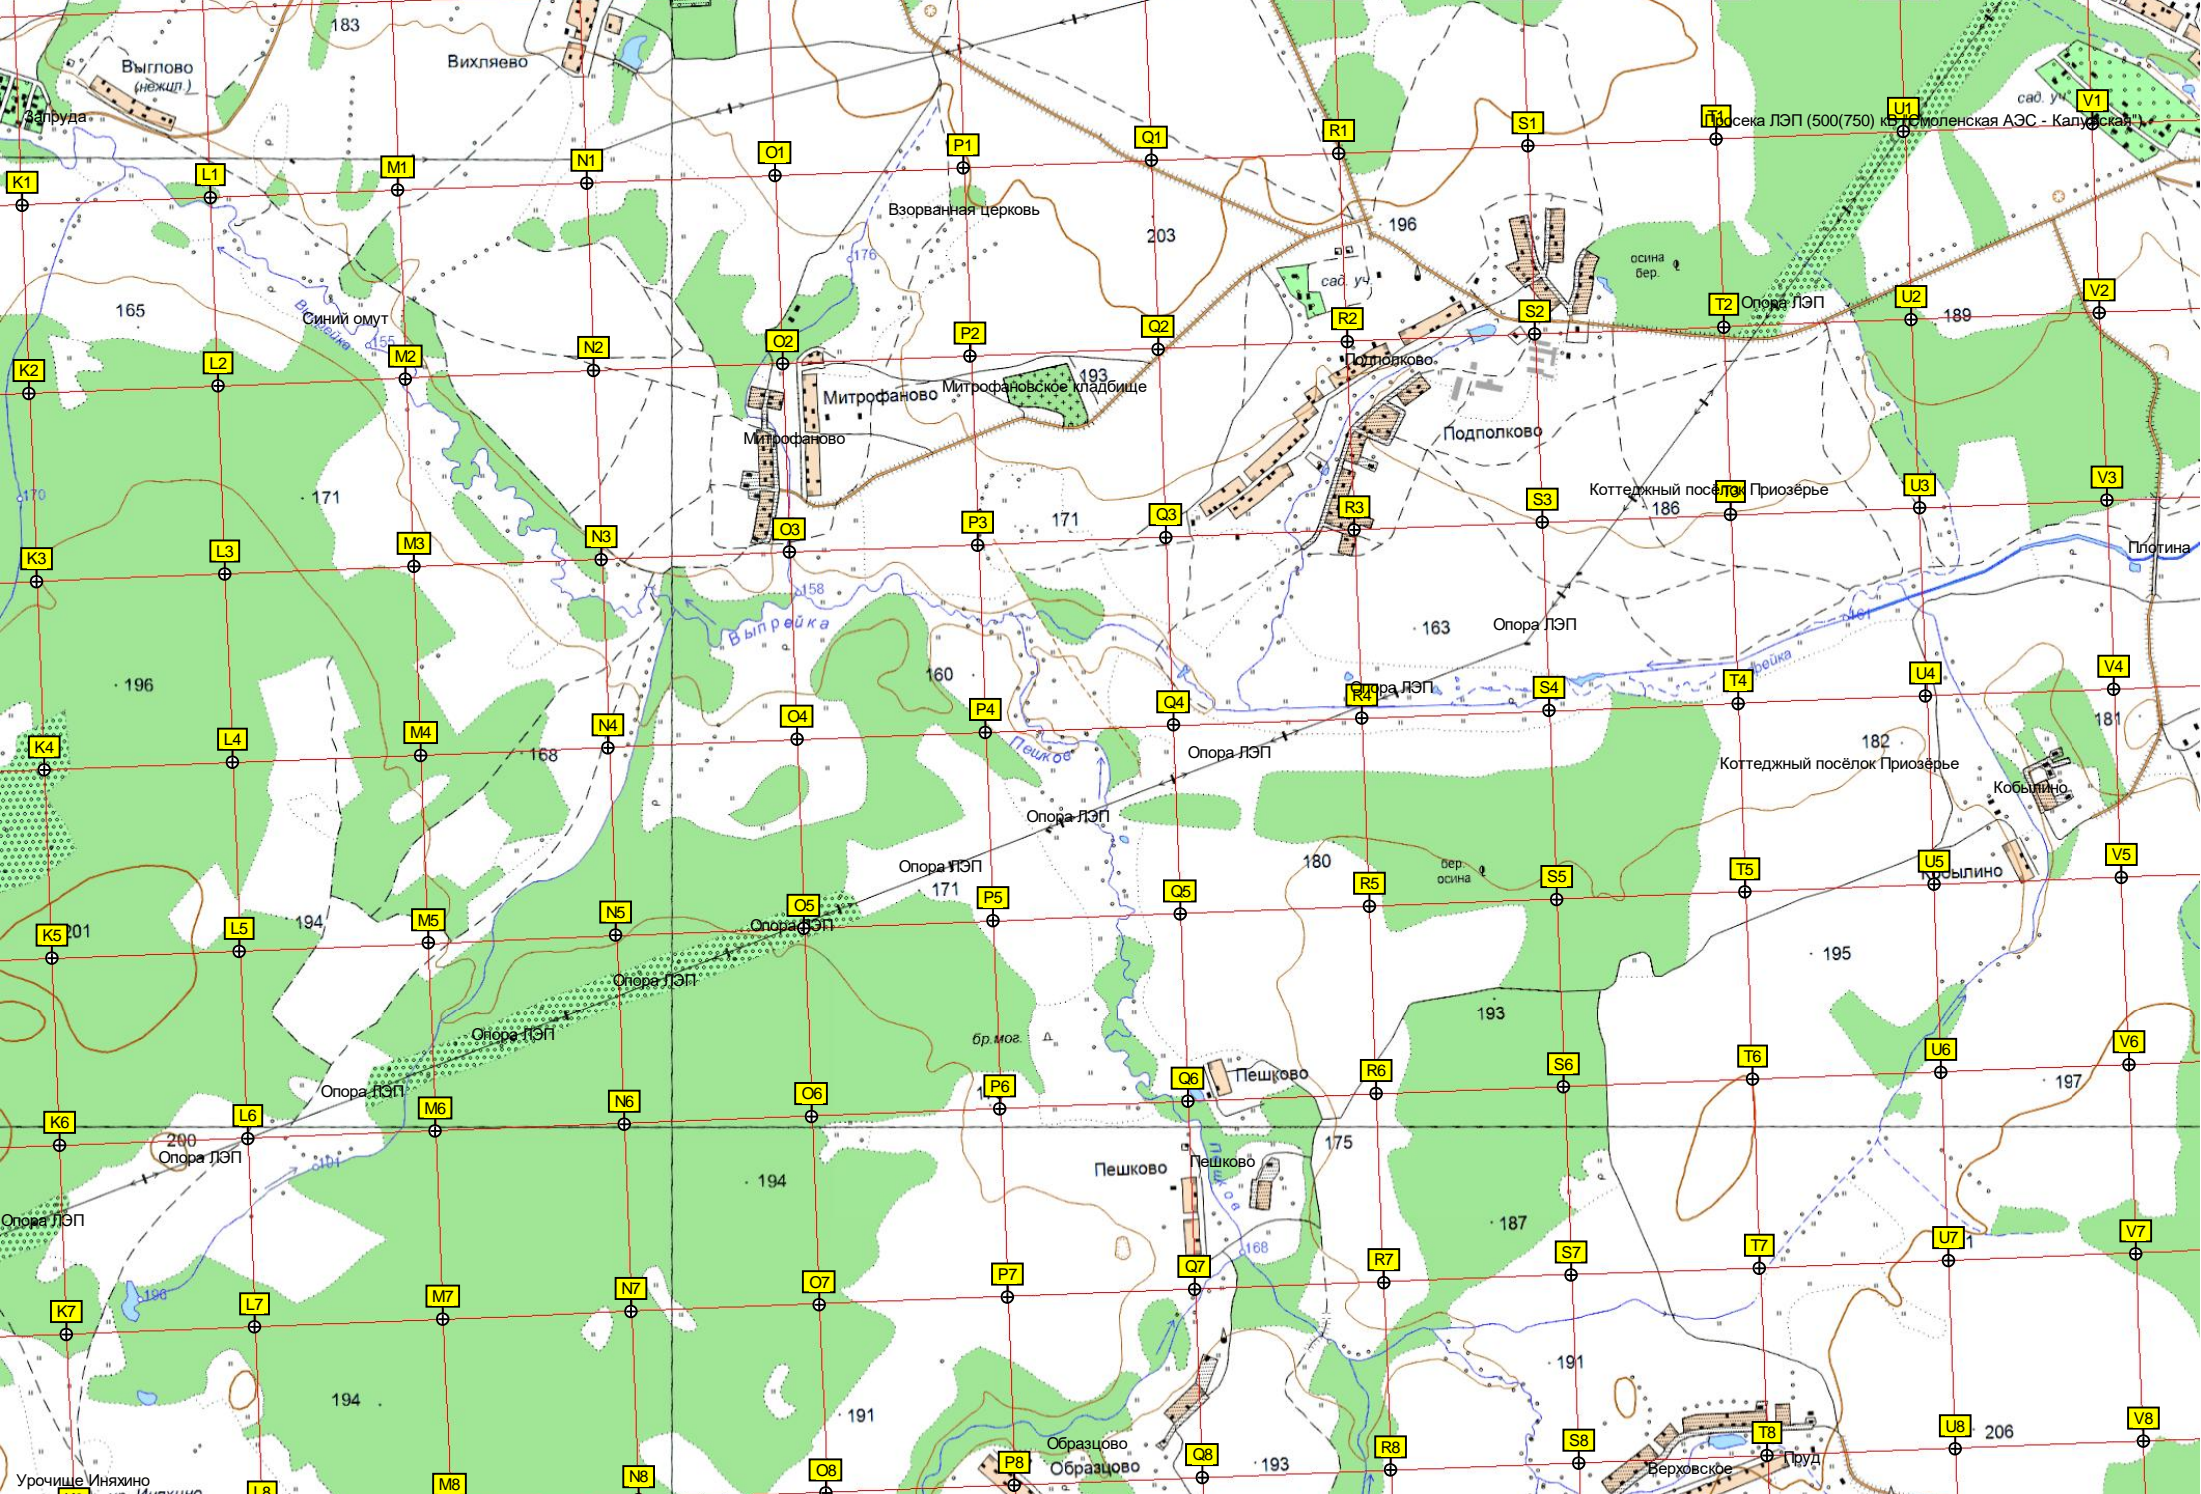 183
Выглово
(нежил.)
Вихляево
Запруда
сад. уч.
Просека ЛЭП (500(750) кВ "Смоленская АЭС - Калужская")
K1
L1
M1
N1
O1
P1
Q1
R1
S1
T1
U1
V1
Взорванная церковь
203
196
176
осина
бер.
165
Синий омут
155
сад. уч.
Опора ЛЭП
189
K2
L2
M2
N2
O2
P2
Q2
R2
S2
T2
U2
V2
Подполково
193
Митрофановское кладбище
Митрофаново
Митрофаново
Подполково
170
171
171
Коттеджный посёлок Приозёрье
186
K3
L3
M3
N3
O3
P3
Q3
R3
S3
T3
U3
V3
Плотина
158
Выпрейка
163
Опора ЛЭП
161
196
160
Опора ЛЭП
K4
L4
M4
N4
O4
P4
Q4
R4
S4
T4
U4
V4
181
168
Пешков
182
Опора ЛЭП
Коттеджный посёлок Приозёрье
Кобылино
Опора ЛЭП
180
бер.
осина
Опора ЛЭП
171
Кобылино
K5
L5
M5
N5
O5
P5
Q5
R5
S5
T5
U5
V5
201
194
Опора ЛЭП
195
Опора ЛЭП
193
Опора ЛЭП
бр.мог.
Пешково
197
Опора ЛЭП
K6
L6
M6
N6
O6
P6
Q6
R6
S6
T6
U6
V6
200
175
Опора ЛЭП
Пешково
Пешково
194
Опора ЛЭП
187
168
K7
L7
M7
N7
O7
P7
Q7
R7
S7
T7
U7
V7
196
191
194
191
206
Образцово
Образцово
193
Верховское
Пруд
Урочище Иняхино
L8
M8
N8
O8
P8
Q8
R8
S8
T8
U8
V8